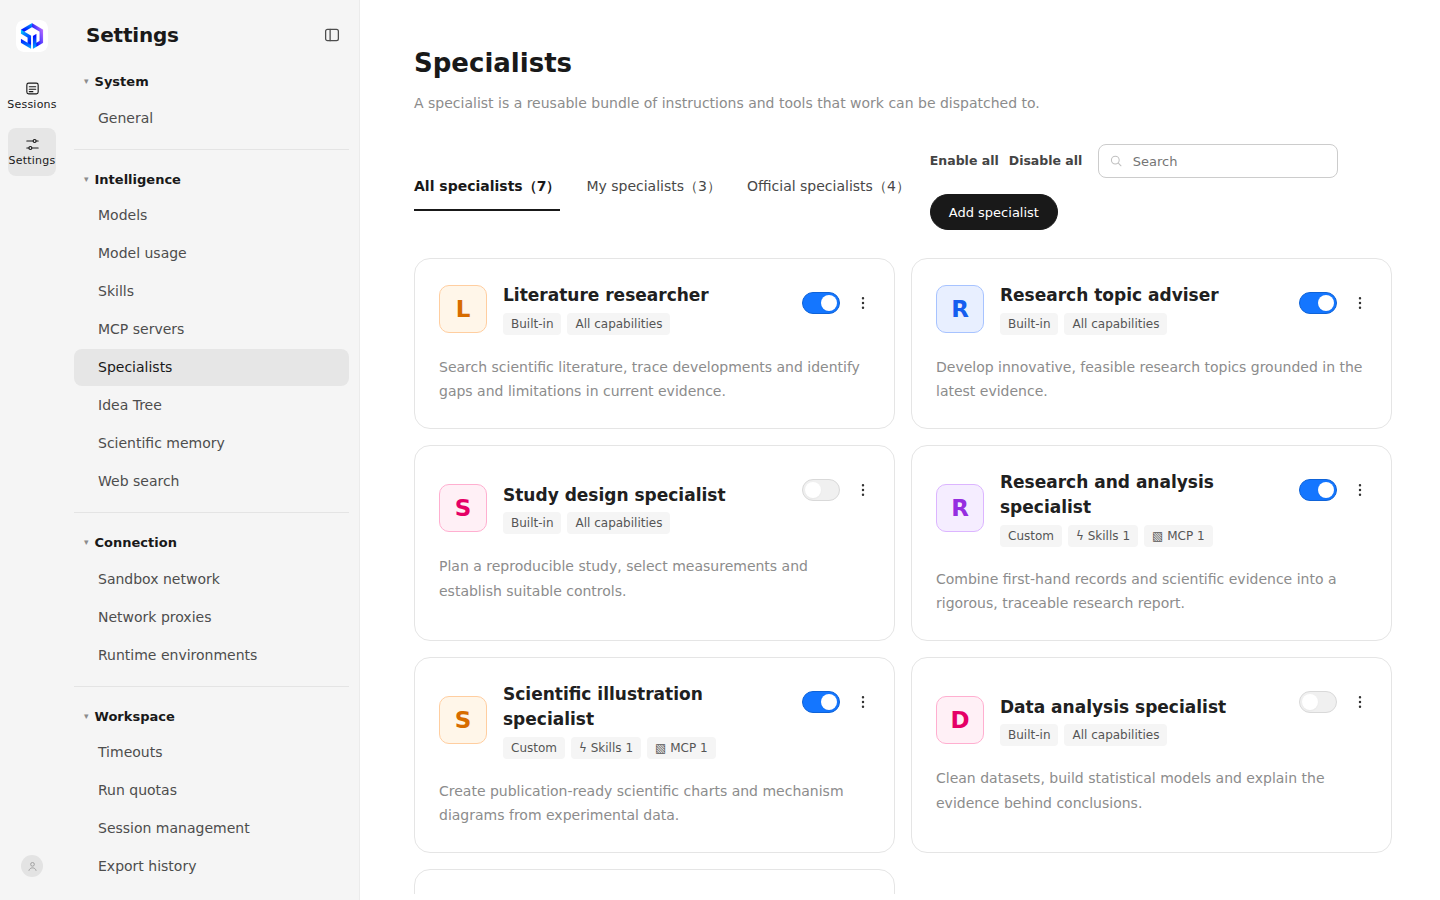 Settings
Sessions
Settings
System
General
Intelligence
Models
Model usage
Skills
MCP servers
Specialists
Idea Tree
Scientific memory
Web search
Connection
Sandbox network
Network proxies
Runtime environments
Workspace
Timeouts
Run quotas
Session management
Export history
Specialists
A specialist is a reusable bundle of instructions and tools that work can be dispatched to.
All specialists（7）
My specialists（3）
Official specialists（4）
Enable all
Disable all
Search
Add specialist
L
Literature researcher
Built-in
All capabilities
Search scientific literature, trace developments and identify
gaps and limitations in current evidence.
R
Research topic adviser
Built-in
All capabilities
Develop innovative, feasible research topics grounded in the
latest evidence.
S
Study design specialist
Built-in
All capabilities
Plan a reproducible study, select measurements and
establish suitable controls.
R
Research and analysis
specialist
Custom
Skills 1
MCP 1
Combine first-hand records and scientific evidence into a
rigorous, traceable research report.
S
Scientific illustration
specialist
Custom
Skills 1
MCP 1
Create publication-ready scientific charts and mechanism
diagrams from experimental data.
D
Data analysis specialist
Built-in
All capabilities
Clean datasets, build statistical models and explain the
evidence behind conclusions.